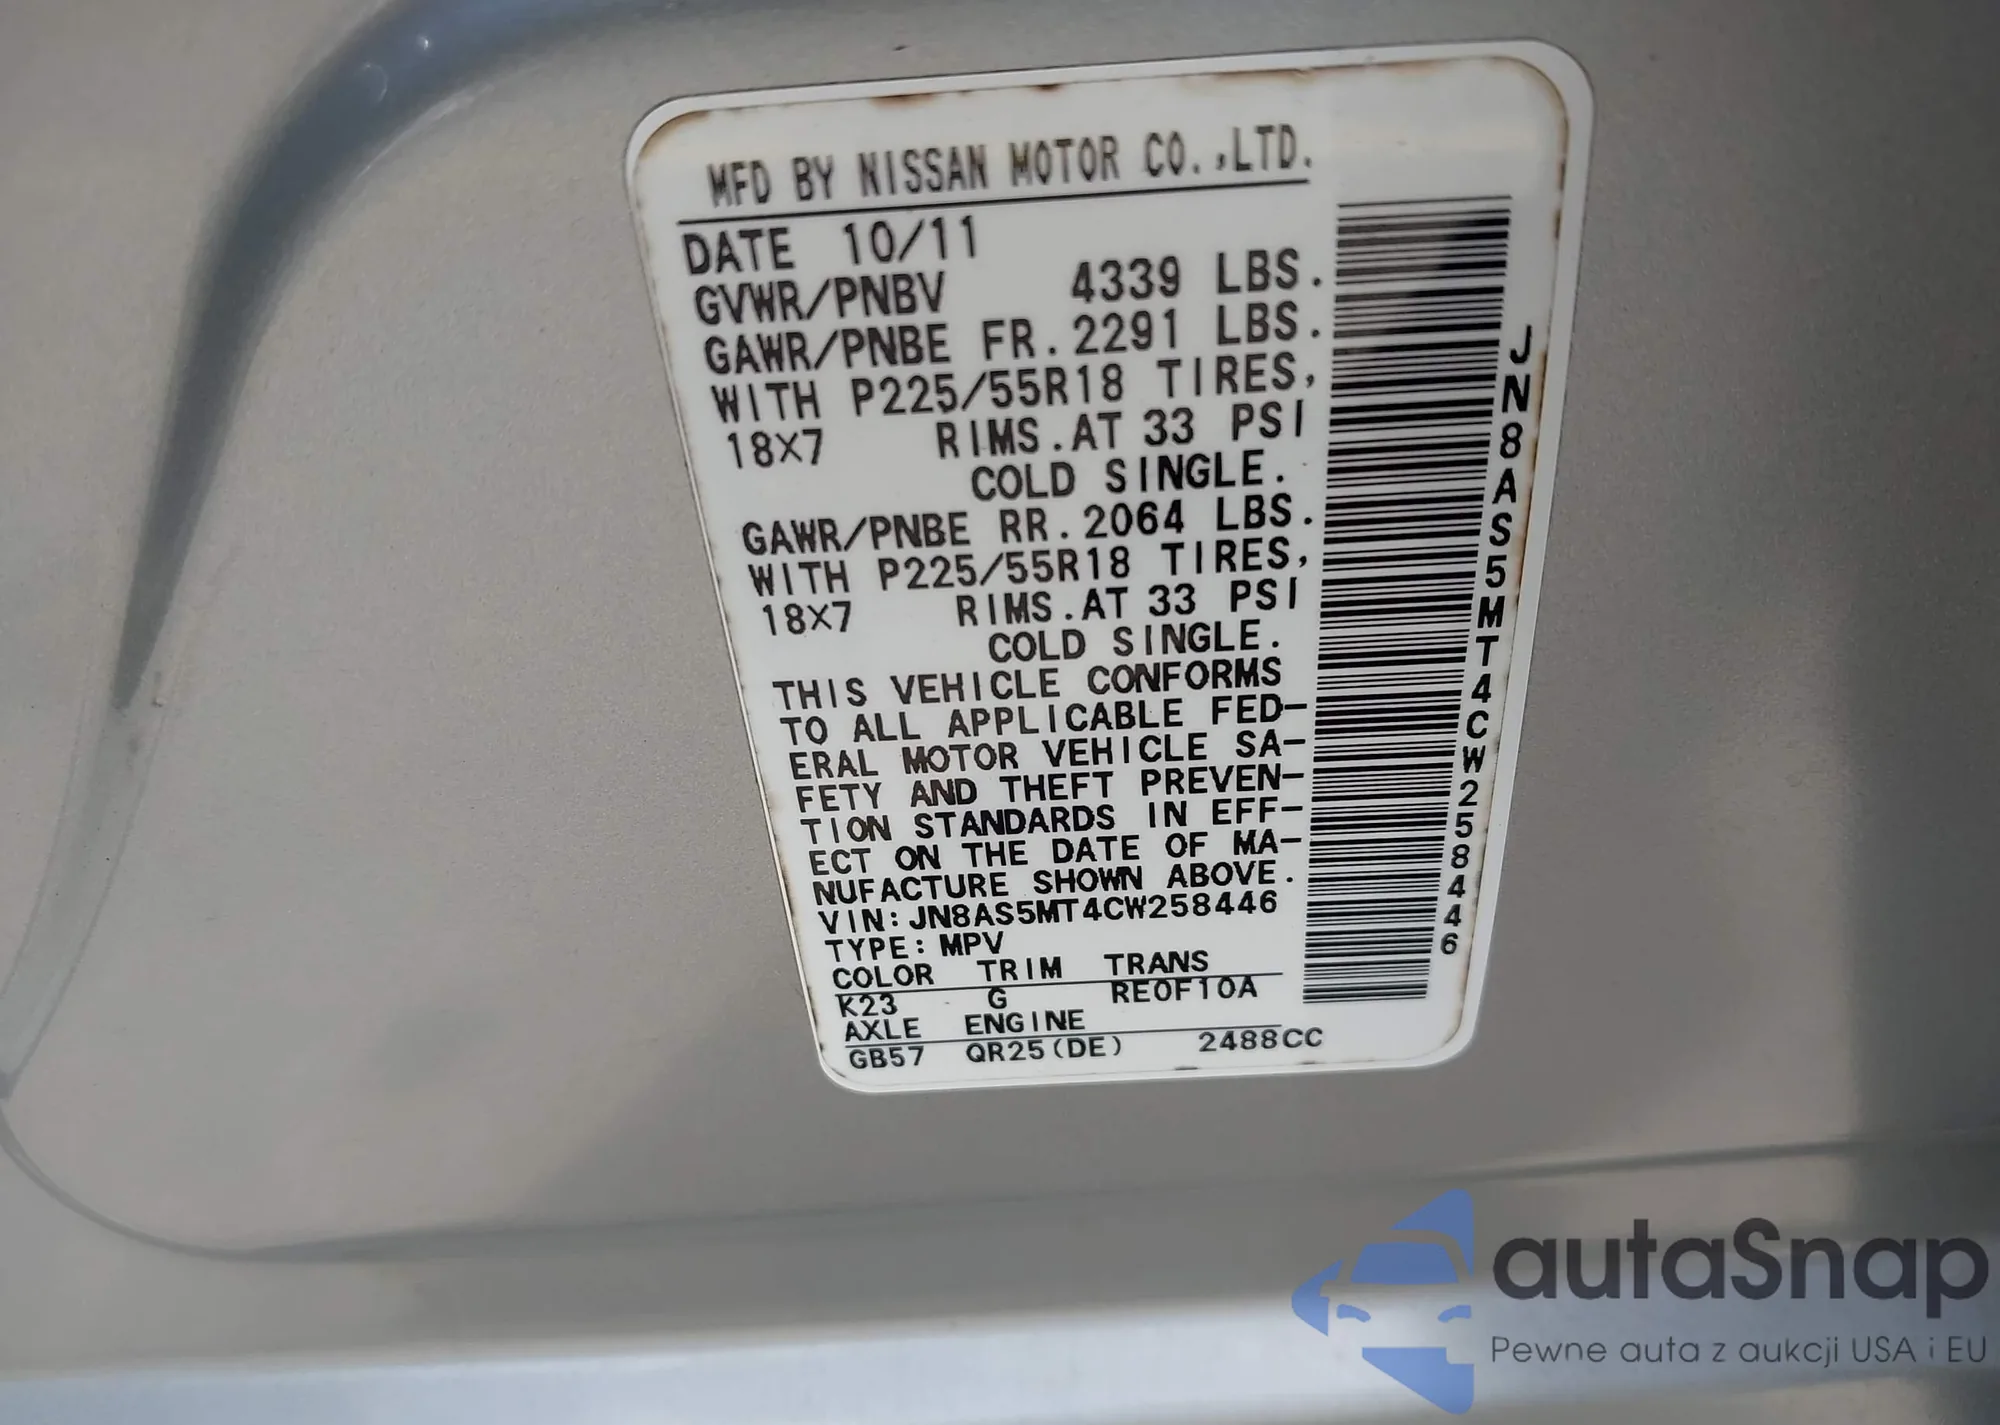 MFD BY NISSAN MOTOR CO.,LTD.
DATE 10/11
GVWR/PNBV 4339 LBS.
GAWR/PNBE FR.2291 LBS.
WITH P225/55R18 TIRES,
18X7 RIMS.AT 33 PSI
COLD SINGLE.
GAWR/PNBE RR.2064 LBS.
WITH P225/55R18 TIRES,
18X7 RIMS.AT 33 PSI
COLD SINGLE.
THIS VEHICLE CONFORMS
TO ALL APPLICABLE FED-
ERAL MOTOR VEHICLE SA-
FETY AND THEFT PREVEN-
TION STANDARDS IN EFF-
ECT ON THE DATE OF MA-
NUFACTURE SHOWN ABOVE.
VIN:JN8AS5MT4CW258446
TYPE:MPV
COLOR TRIM TRANS
K23 G RE0F10A
AXLE ENGINE
GB57 QR25(DE) 2488CC
JN8AS5MT4CW258446
autaSnap
Pewne auta z aukcji USA i EU